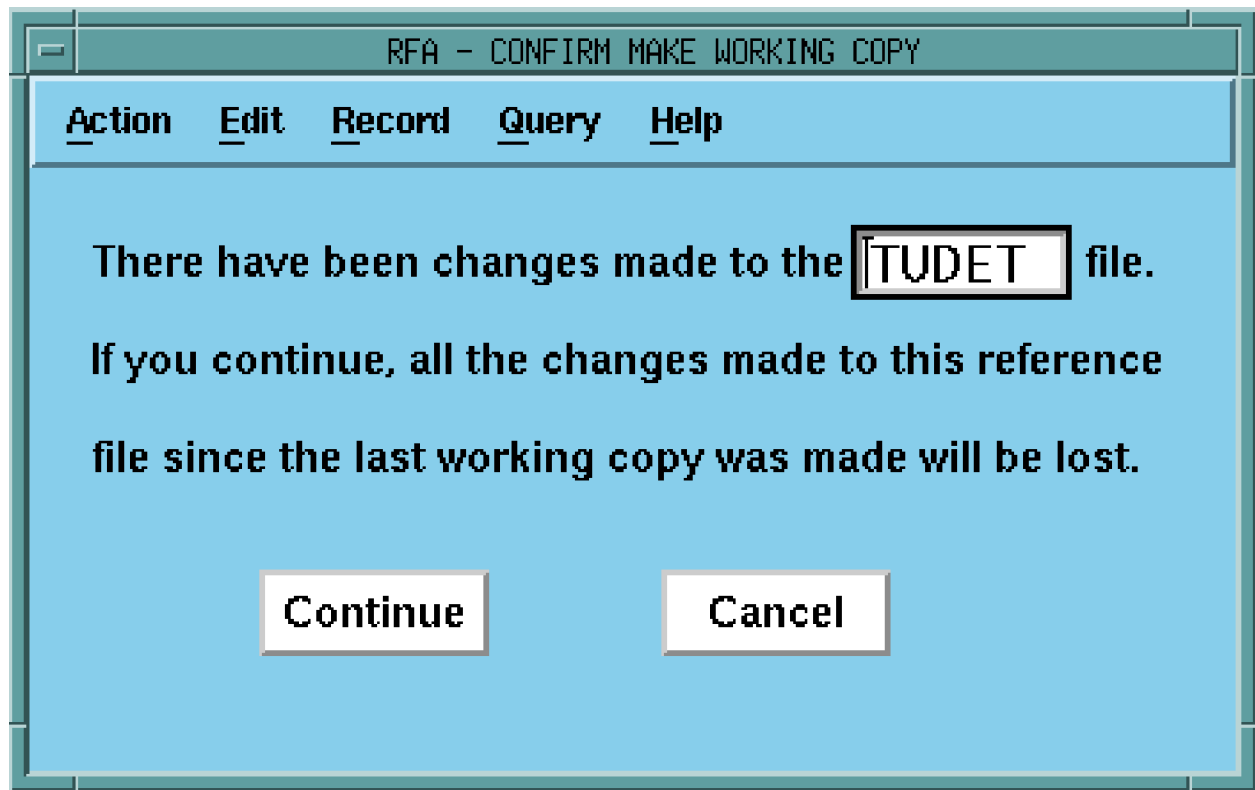 RFA - CONFIRM MAKE WORKING COPY
Action Edit Record Query Help
There have been changes made to the TUDET file.
If you continue, all the changes made to this reference
file since the last working copy was made will be lost.
Continue Cancel